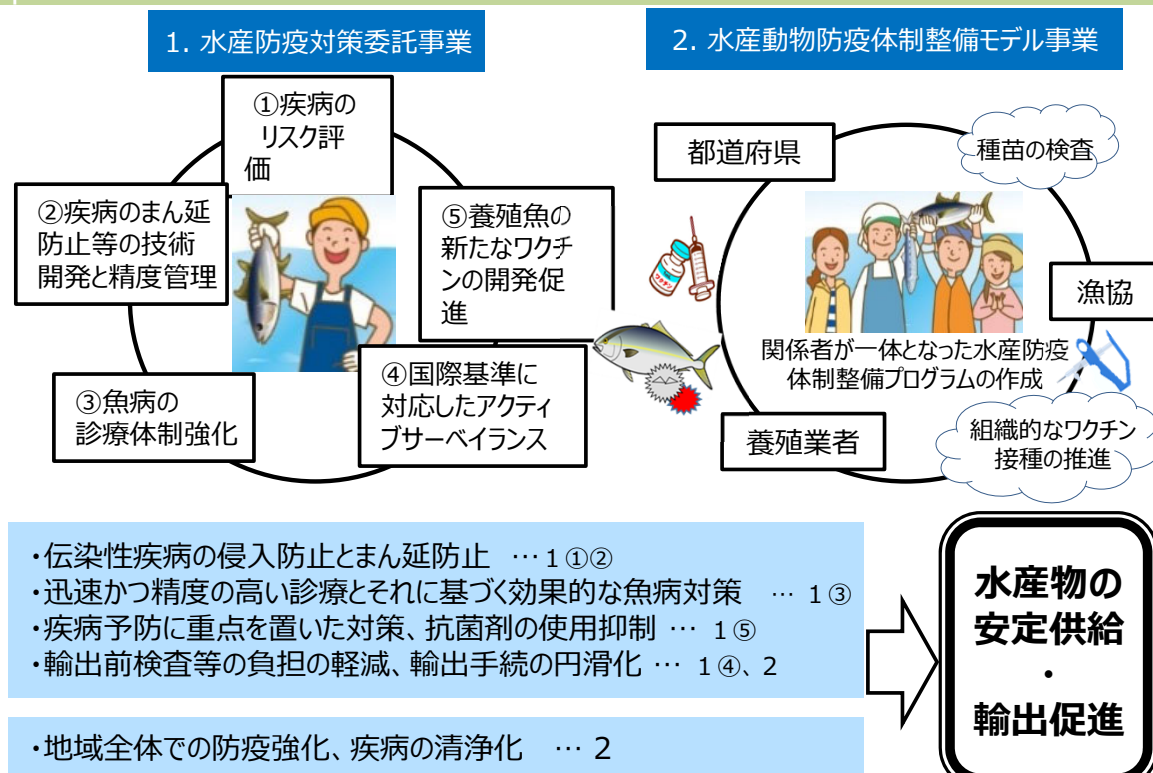 1. 水産防疫対策委託事業
①疾病の
リスク評
価
②疾病のまん延
防止等の技術
開発と精度管理
③魚病の
診療体制強化
④国際基準に
対応したアクティ
ブサーベイランス
⑤養殖魚の
新たなワクチ
ンの開発促
進
2. 水産動物防疫体制整備モデル事業
都道府県
種苗の検査
漁協
ワクチン
関係者が一体となった水産防疫
体制整備プログラムの作成
養殖業者
組織的なワクチン
接種の推進
・伝染性疾病の侵入防止とまん延防止 …1①②
・迅速かつ精度の高い診療とそれに基づく効果的な魚病対策 … 1③
・疾病予防に重点を置いた対策、抗菌剤の使用抑制 … 1⑤
・輸出前検査等の負担の軽減、輸出手続の円滑化 … 1④、2
・地域全体での防疫強化、疾病の清浄化 … 2
水産物の
安定供給
・
輸出促進